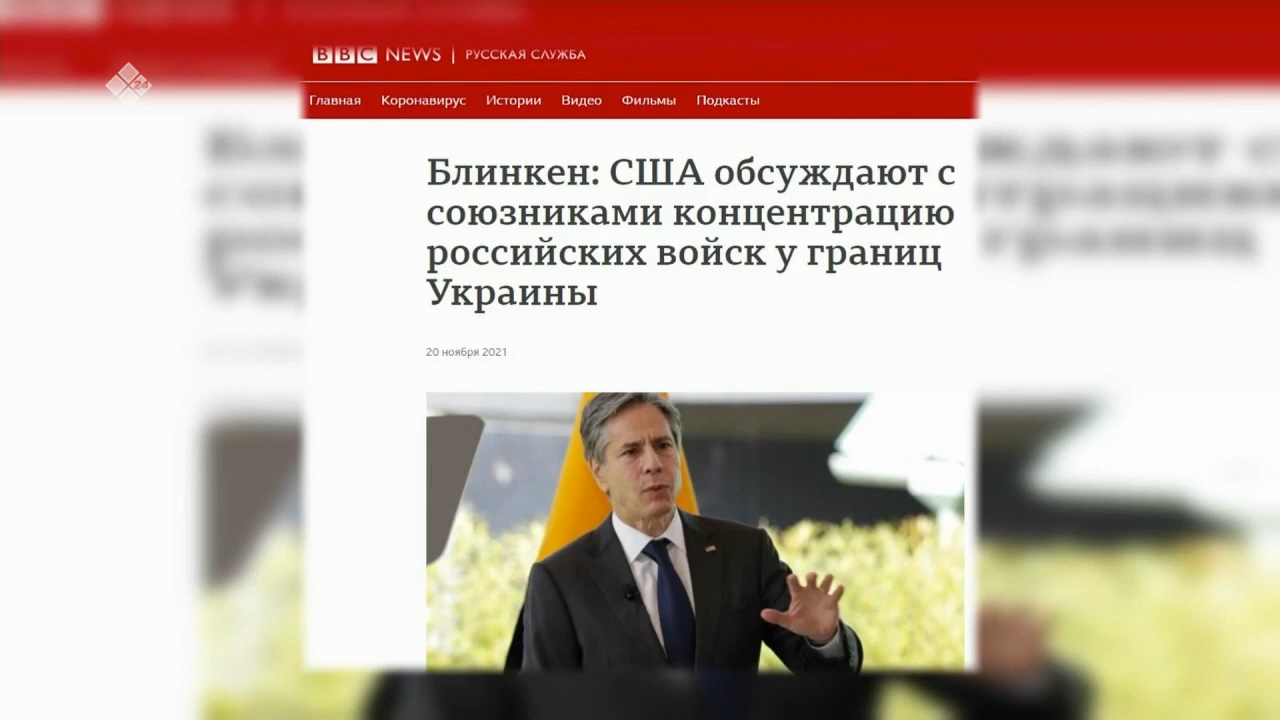 BBC NEWS | РУССКАЯ СЛУЖБА
X24
Главная Коронавирус Истории Видео Фильмы Подкасты
Блинкен: США обсуждают с
союзниками концентрацию
российских войск у границ
Украины
20 ноября 2021